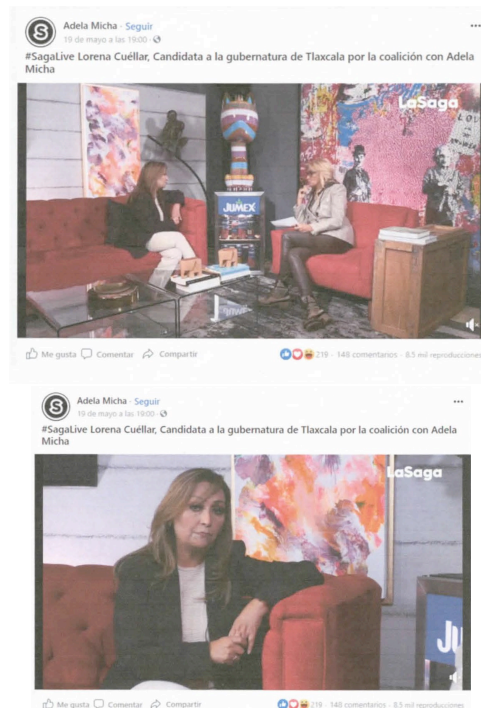 Adela Micha · Seguir
19 de mayo a las 19:00 ·
#SagaLive Lorena Cuéllar, Candidata a la gubernatura de Tlaxcala por la coalición con Adela
Micha
LaSaga
JUMEX
Me gusta Comentar Compartir
219 · 148 comentarios · 8.5 mil reproducciones
Adela Micha · Seguir
19 de mayo a las 19:00 ·
#SagaLive Lorena Cuéllar, Candidata a la gubernatura de Tlaxcala por la coalición con Adela
Micha
LaSaga
JU
Me gusta Comentar Compartir
219 · 148 comentarios · 8.5 mil reproducciones